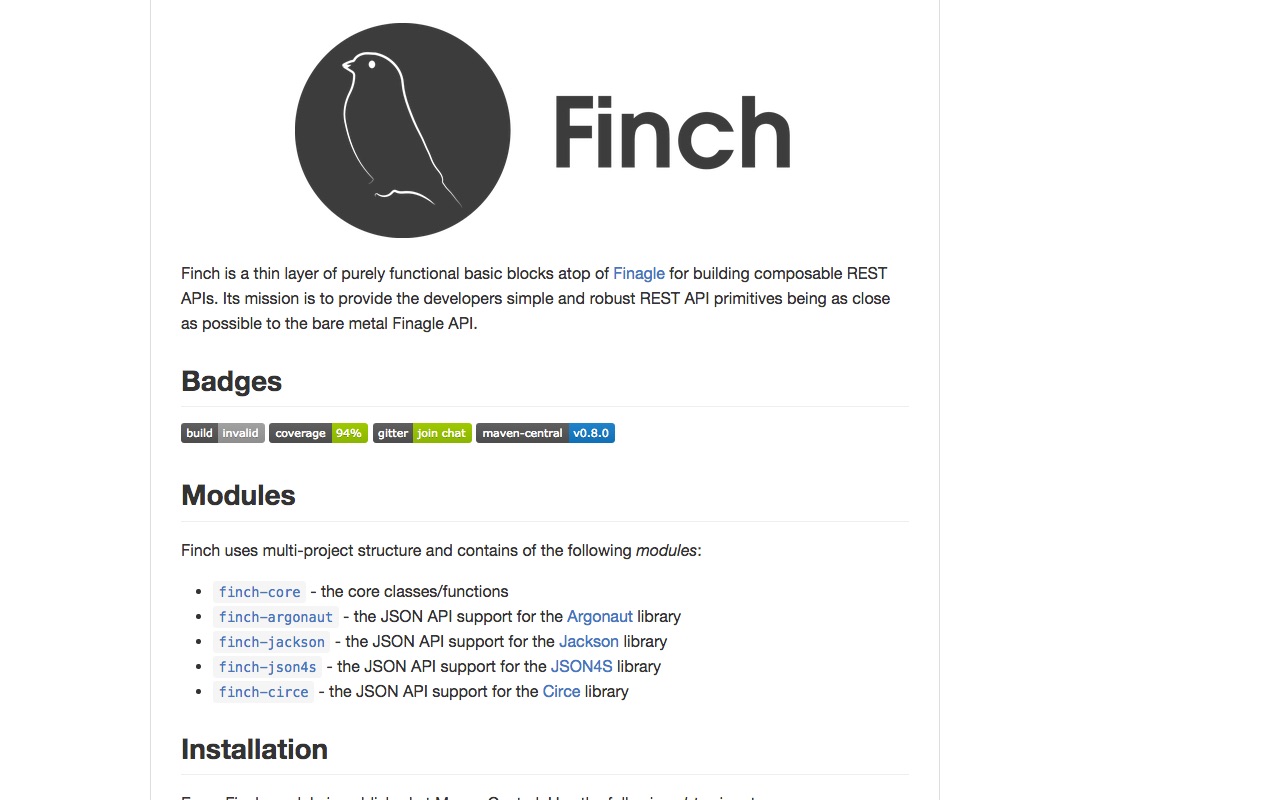 Finch
Finch is a thin layer of purely functional basic blocks atop of Finagle for building composable REST
APIs. Its mission is to provide the developers simple and robust REST API primitives being as close
as possible to the bare metal Finagle API.
Badges
build invalid coverage 94% gitter join chat maven-central v0.8.0
Modules
Finch uses multi-project structure and contains of the following modules:
• finch-core - the core classes/functions
• finch-argonaut - the JSON API support for the Argonaut library
• finch-jackson - the JSON API support for the Jackson library
• finch-json4s - the JSON API support for the JSON4S library
• finch-circe - the JSON API support for the Circe library
Installation